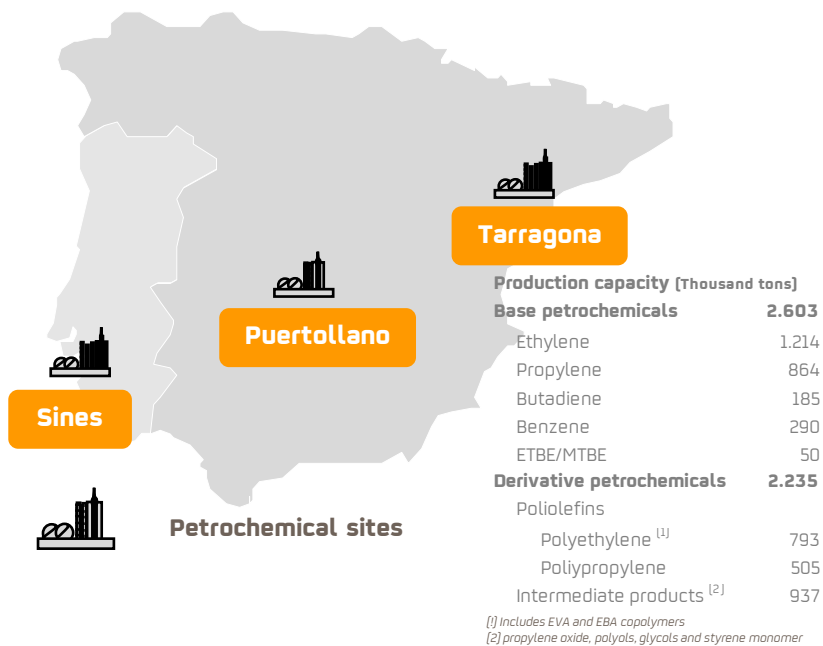 Tarragona
Production capacity (Thousand tons)
Base petrochemicals 2.603
Puertollano
Ethylene 1.214
Propylene 864
Butadiene 185
Sines
Benzene 290
ETBE/MTBE 50
Derivative petrochemicals 2.235
Poliolefins
Petrochemical sites
Polyethylene [1] 793
Poliypropylene 505
Intermediate products [2] 937
[!] Includes EVA and EBA copolymers
[2] propylene oxide, polyols, glycols and styrene monomer